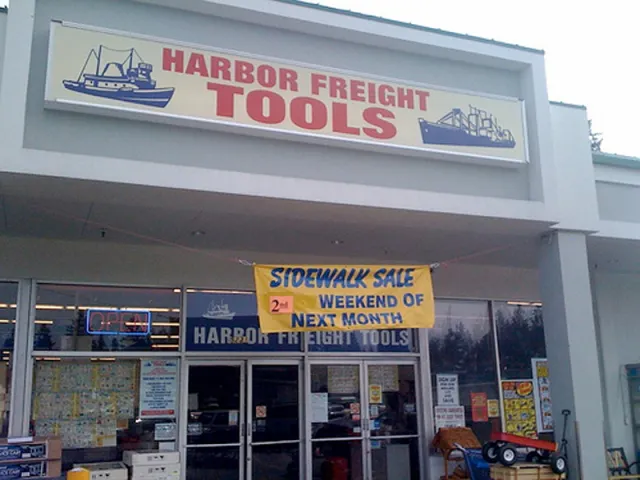 HARBOR FREIGHT
TOOLS
SIDEWALK SALE
2nd WEEKEND OF
NEXT MONTH
OPEN
HARBOR FREIGHT TOOLS